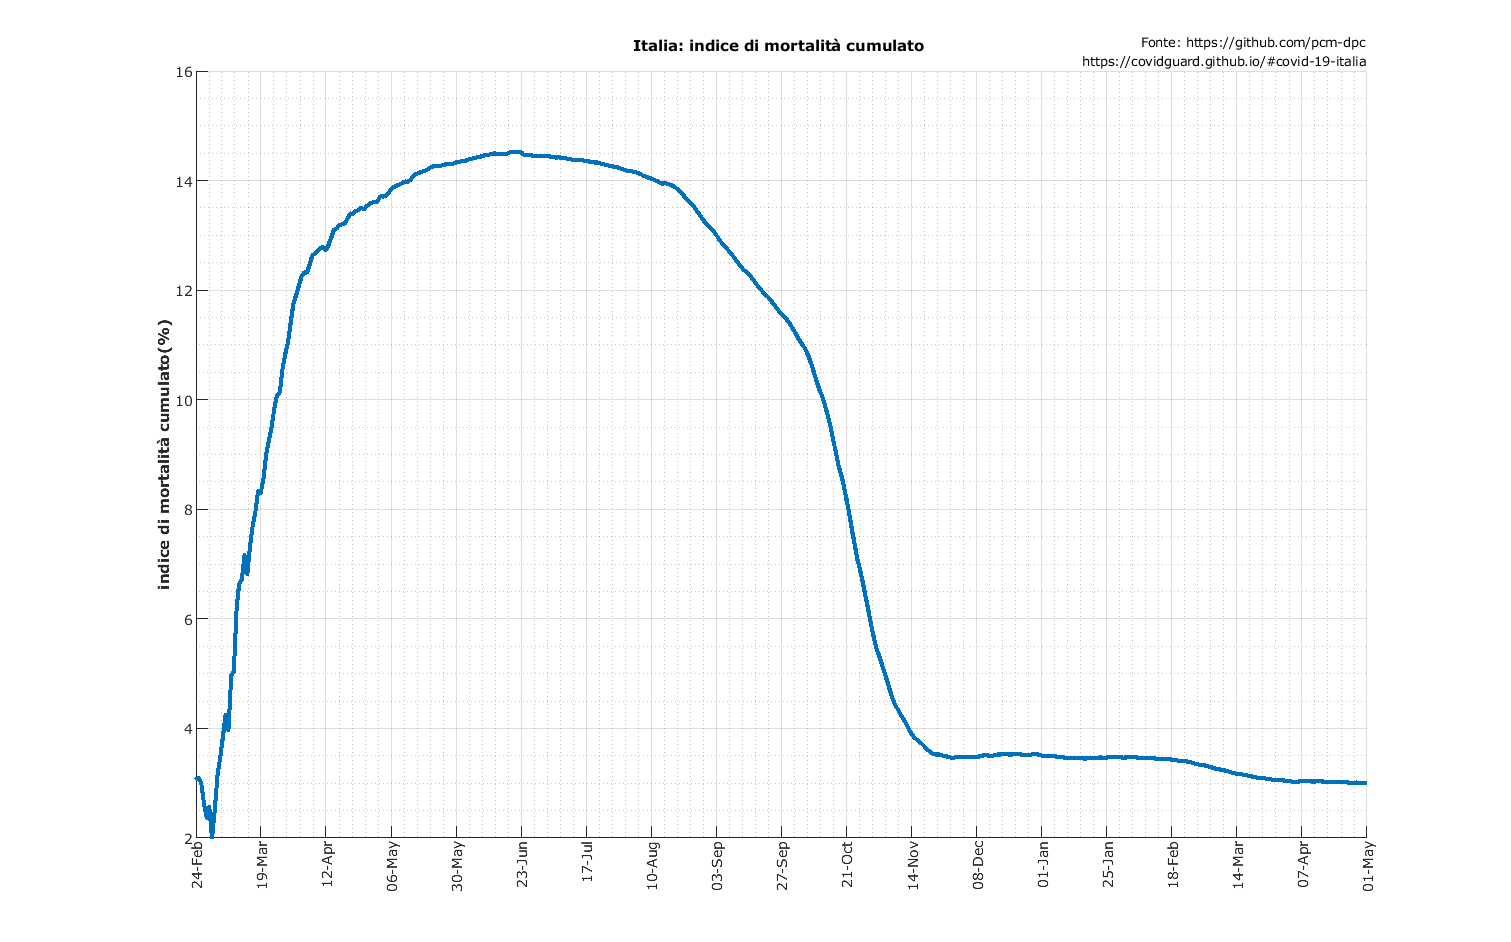 Italia: indice di mortalità cumulato
Fonte: https://github.com/pcm-dpc
https://covidguard.github.io/#covid-19-italia
indice di mortalità cumulato(%)
16
14
12
10
8
6
4
2
24-Feb
19-Mar
12-Apr
06-May
30-May
23-Jun
17-Jul
10-Aug
03-Sep
27-Sep
21-Oct
14-Nov
08-Dec
01-Jan
25-Jan
18-Feb
14-Mar
07-Apr
01-May